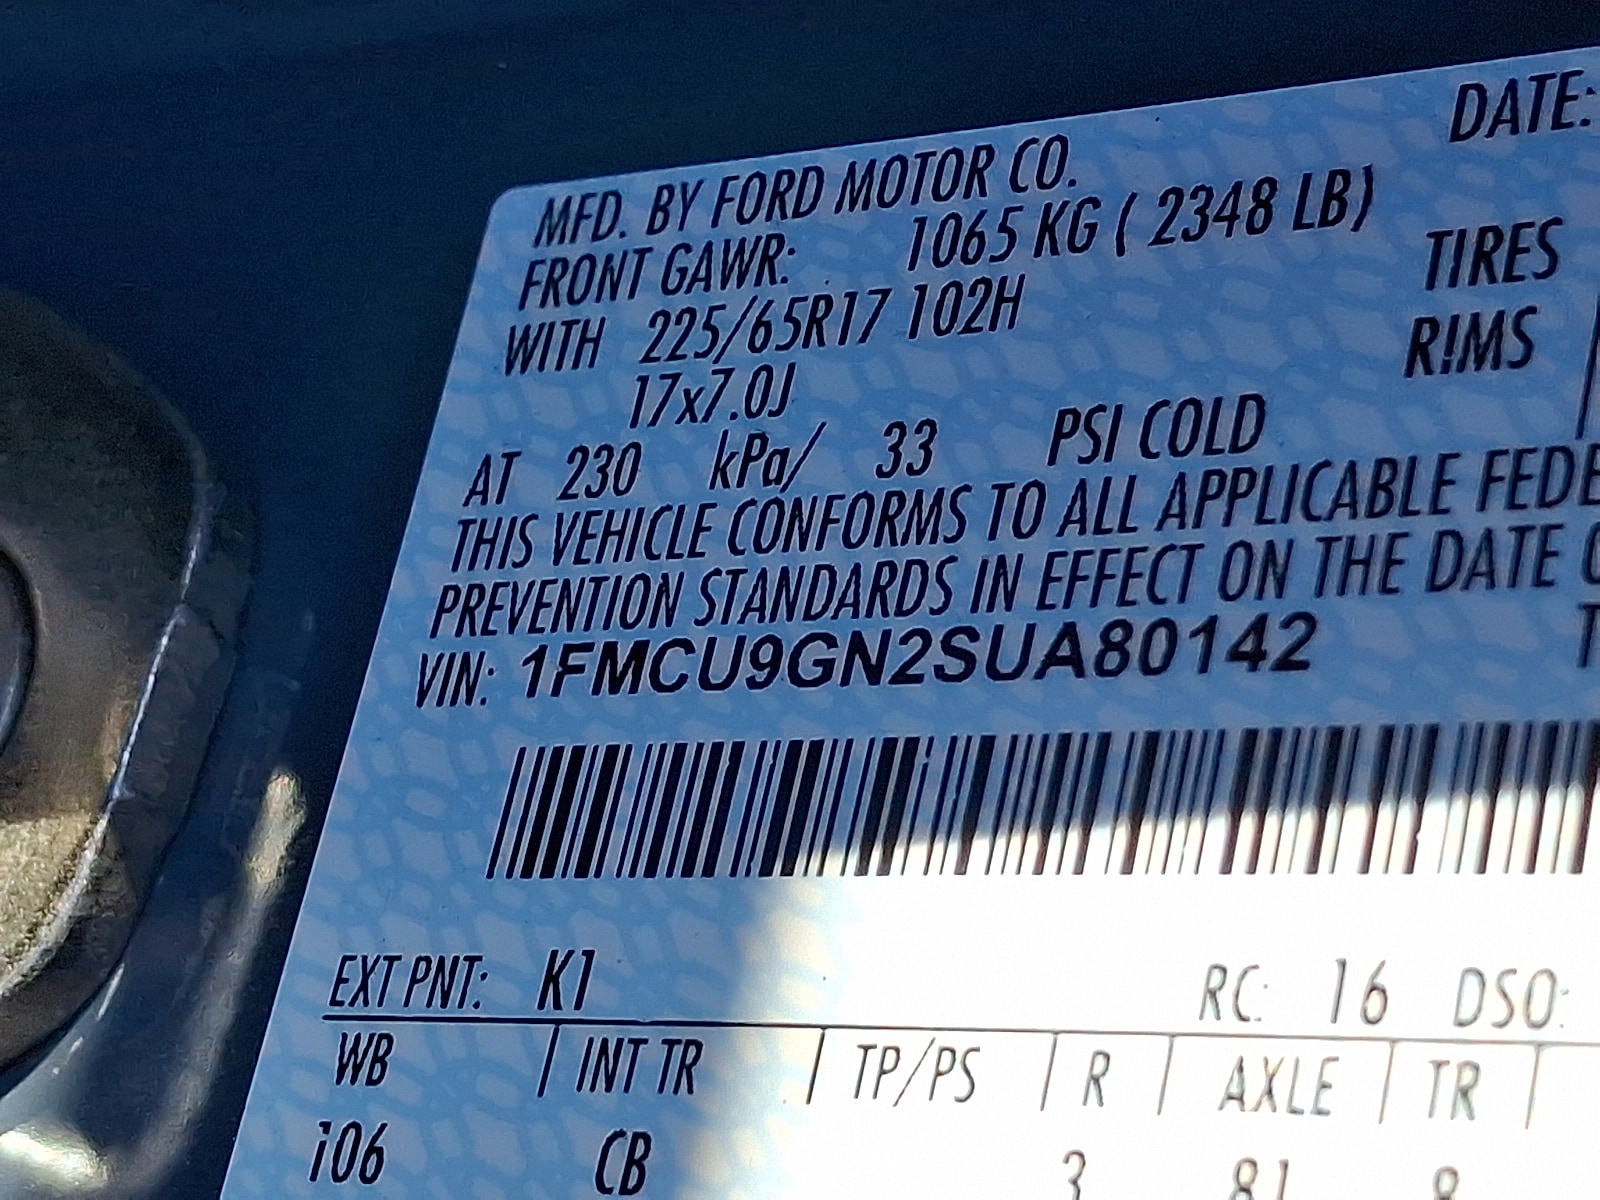 DATE:
MFD. BY FORD MOTOR CO.
FRONT GAWR: 1065 KG ( 2348 LB)
WITH 225/65R17 102H TIRES
17x7.0J RIMS
AT 230 kPa/ 33 PSI COLD
THIS VEHICLE CONFORMS TO ALL APPLICABLE FEDE
PREVENTION STANDARDS IN EFFECT ON THE DATE
VIN: 1FMCU9GN2SUA80142
EXT PNT: K1 RC: 16 DSO:
WB INT TR TP/PS R AXLE TR
106 CB 3 81 8